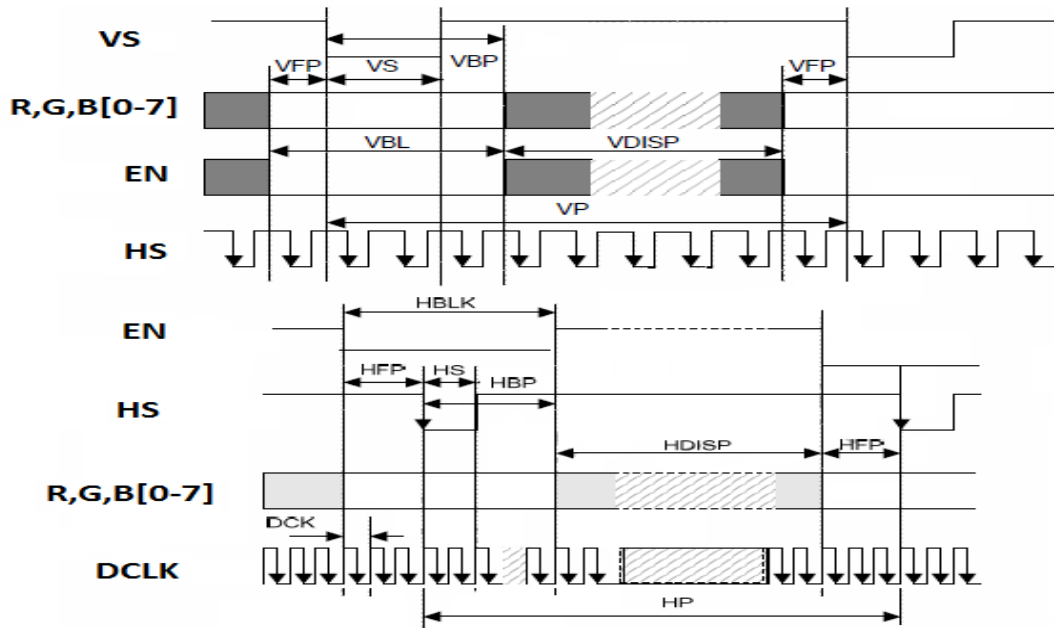 VS
VFP VS VBP VFP
R,G,B[0-7]
VBL VDISP
EN
VP
HS
HBLK
EN
HFP HS HBP
HS
HDISP HFP
R,G,B[0-7]
DCK
DCLK
HP